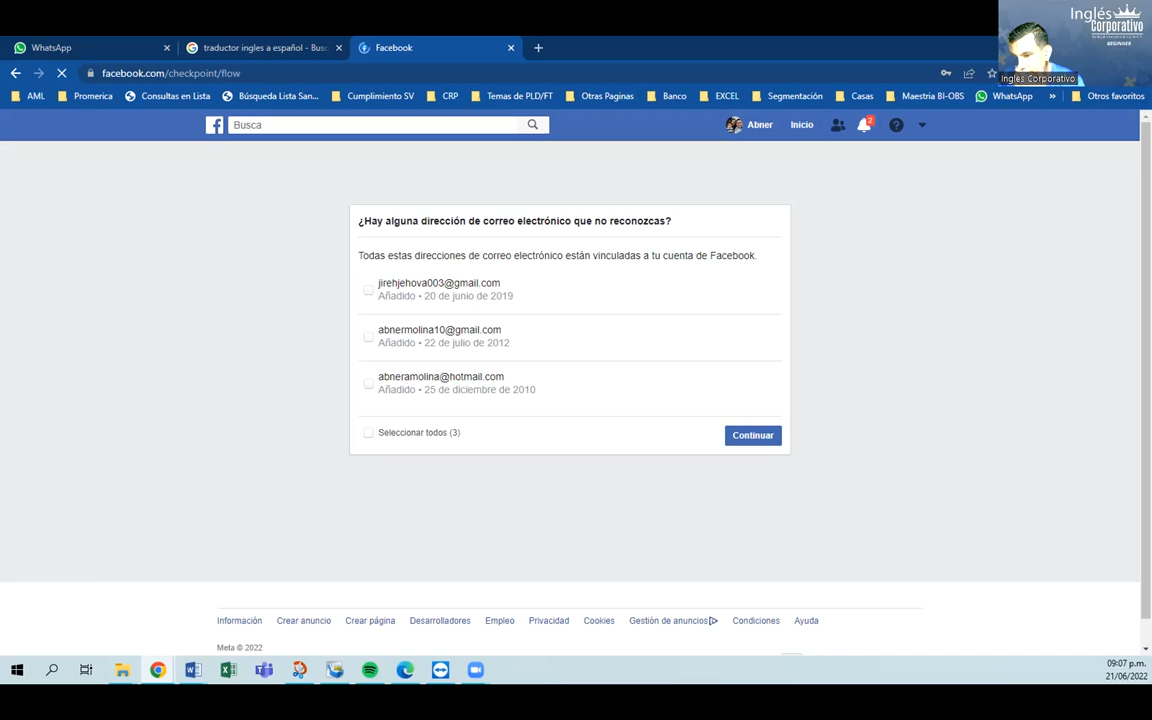 Inglés
Corporativo
BEGINNER
Inglés Corporativo
WhatsApp
traductor ingles a español - Busc
Facebook
facebook.com/checkpoint/flow
AML
Promerica
Consultas en Lista
Búsqueda Lista San...
Cumplimiento SV
CRP
Temas de PLD/FT
Otras Paginas
Banco
EXCEL
Segmentación
Casas
Maestria BI-OBS
WhatsApp
»
Otros favoritos
Busca
Abner
Inicio
2
¿Hay alguna dirección de correo electrónico que no reconozcas?
Todas estas direcciones de correo electrónico están vinculadas a tu cuenta de Facebook.
jirehjehova003@gmail.com
Añadido • 20 de junio de 2019
abnermolina10@gmail.com
Añadido • 22 de julio de 2012
abneramolina@hotmail.com
Añadido • 25 de diciembre de 2010
Seleccionar todos (3)
Continuar
Información
Crear anuncio
Crear página
Desarrolladores
Empleo
Privacidad
Cookies
Gestión de anuncios
Condiciones
Ayuda
Meta © 2022
09:07 p.m.
21/06/2022